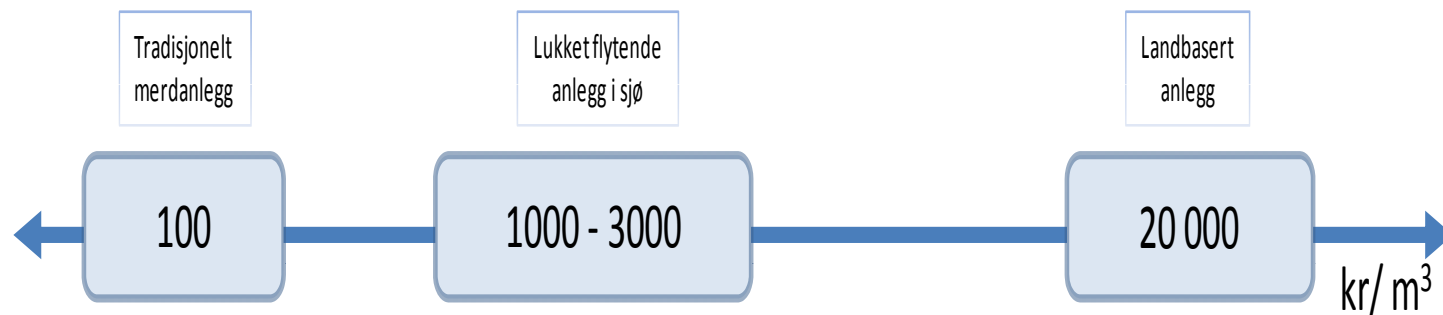 Tradisjonelt
merdanlegg
Lukket flytende
anlegg i sjø
Landbasert
anlegg
100
1000 - 3000
20 000
kr/ m³